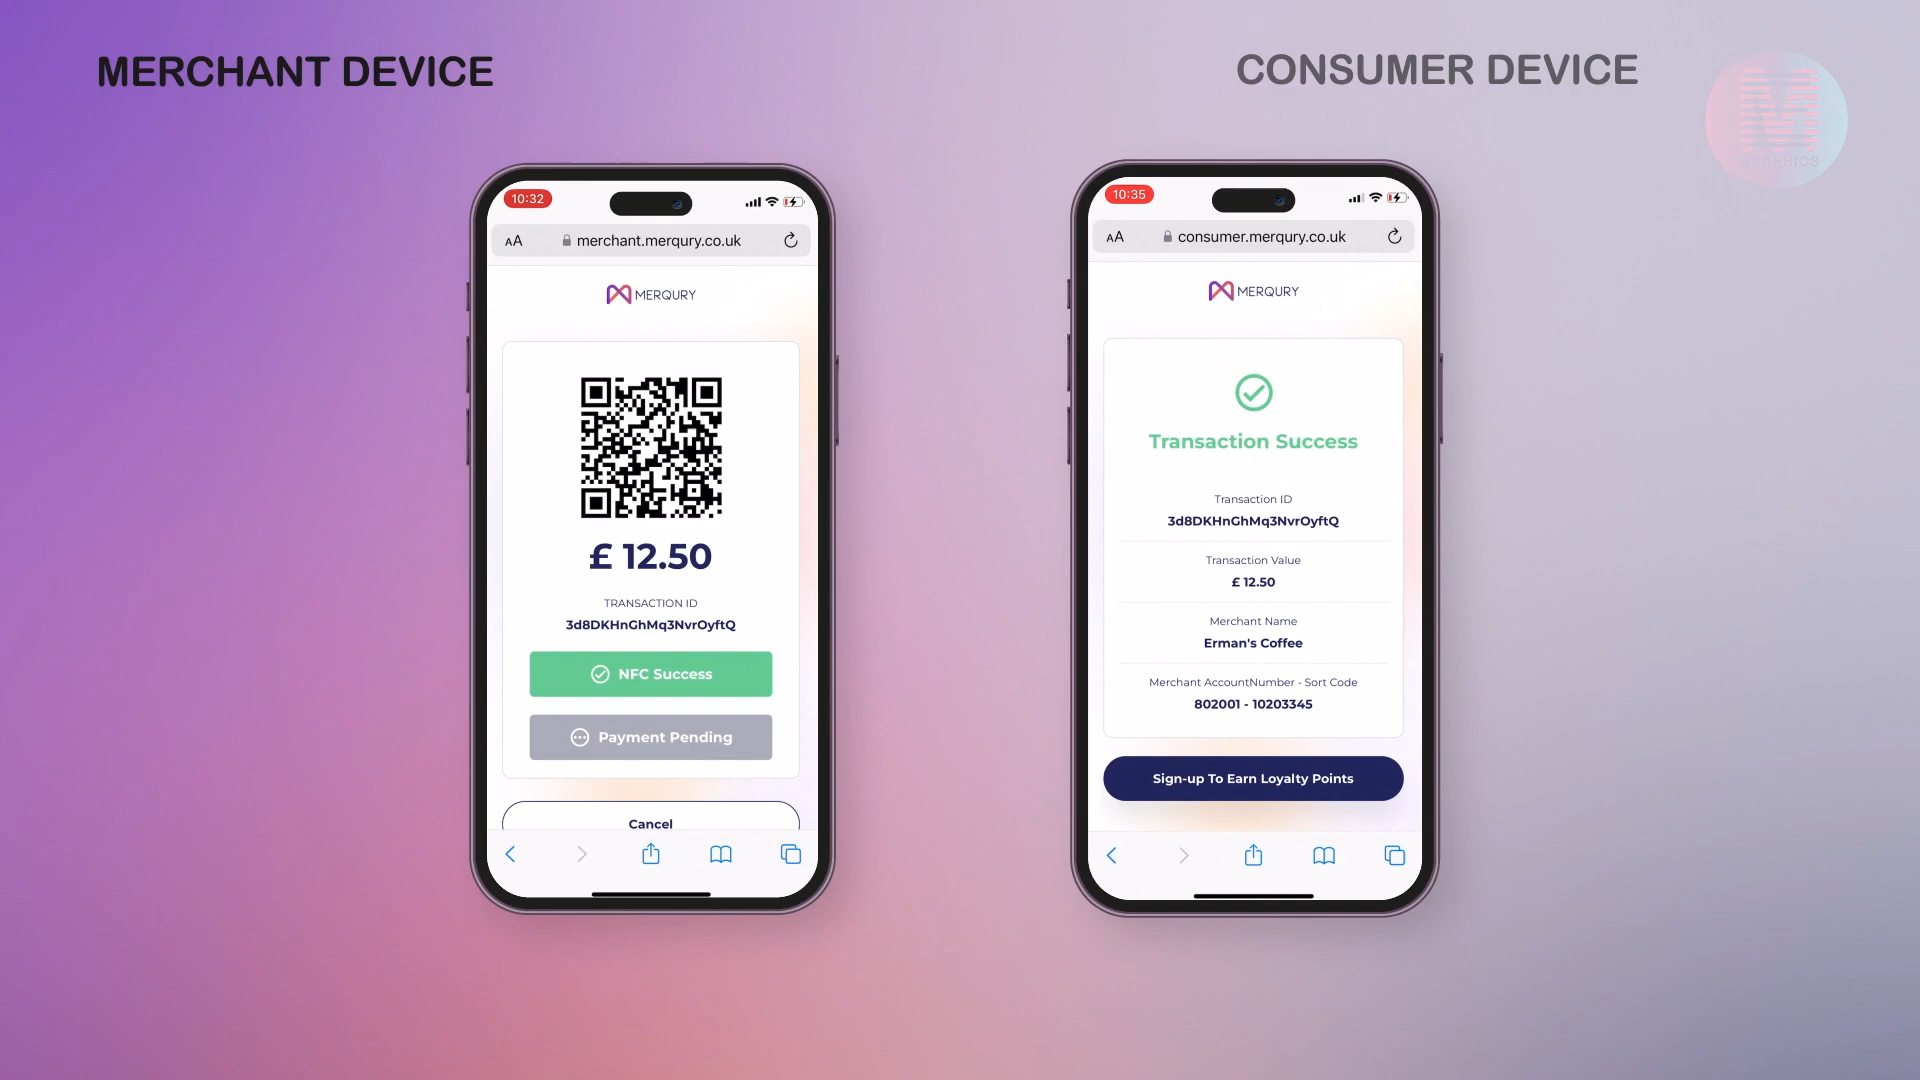 MERCHANT DEVICE
CONSUMER DEVICE
GRAPHICS
10:32
AA merchant.merqury.co.uk
MERQURY
£ 12.50
TRANSACTION ID
3d8DKHnGhMq3NvrOyftQ
NFC Success
Payment Pending
Cancel
10:35
AA consumer.merqury.co.uk
MERQURY
Transaction Success
Transaction ID
3d8DKHnGhMq3NvrOyftQ
Transaction Value
£ 12.50
Merchant Name
Erman's Coffee
Merchant AccountNumber - Sort Code
802001 - 10203345
Sign-up To Earn Loyalty Points